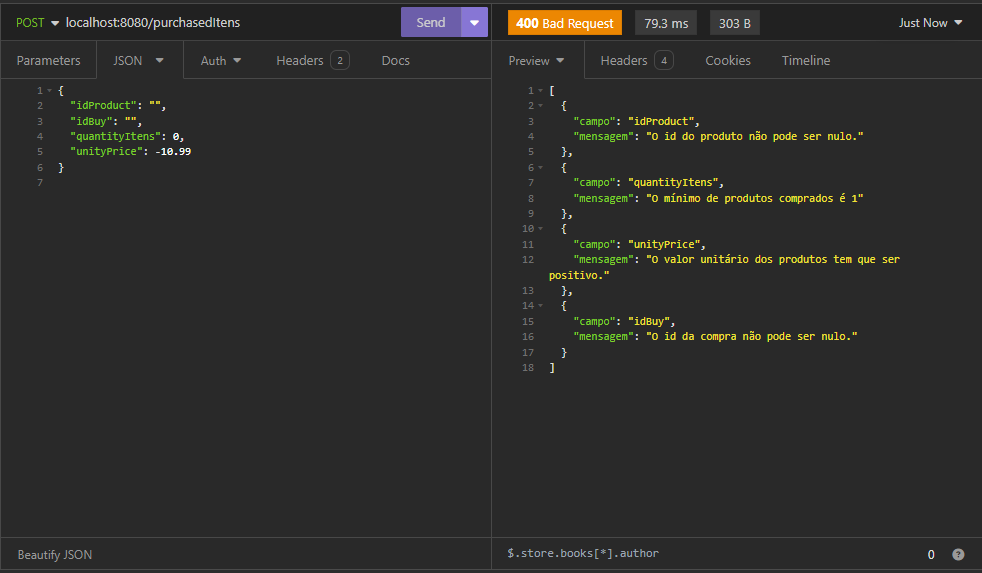 POST localhost:8080/purchasedItens Send
Parameters JSON Auth Headers 2 Docs
1 {
2 "idProduct": "",
3 "idBuy": "",
4 "quantityItens": 0,
5 "unityPrice": -10.99
6 }
7
Beautify JSON
400 Bad Request 79.3 ms 303 B Just Now
Preview Headers 4 Cookies Timeline
1 [
2 {
3 "campo": "idProduct",
4 "mensagem": "O id do produto não pode ser nulo."
5 },
6 {
7 "campo": "quantityItens",
8 "mensagem": "O mínimo de produtos comprados é 1"
9 },
10 {
11 "campo": "unityPrice",
12 "mensagem": "O valor unitário dos produtos tem que ser
positivo."
13 },
14 {
15 "campo": "idBuy",
16 "mensagem": "O id da compra não pode ser nulo."
17 }
18 ]
$.store.books[*].author 0 ?